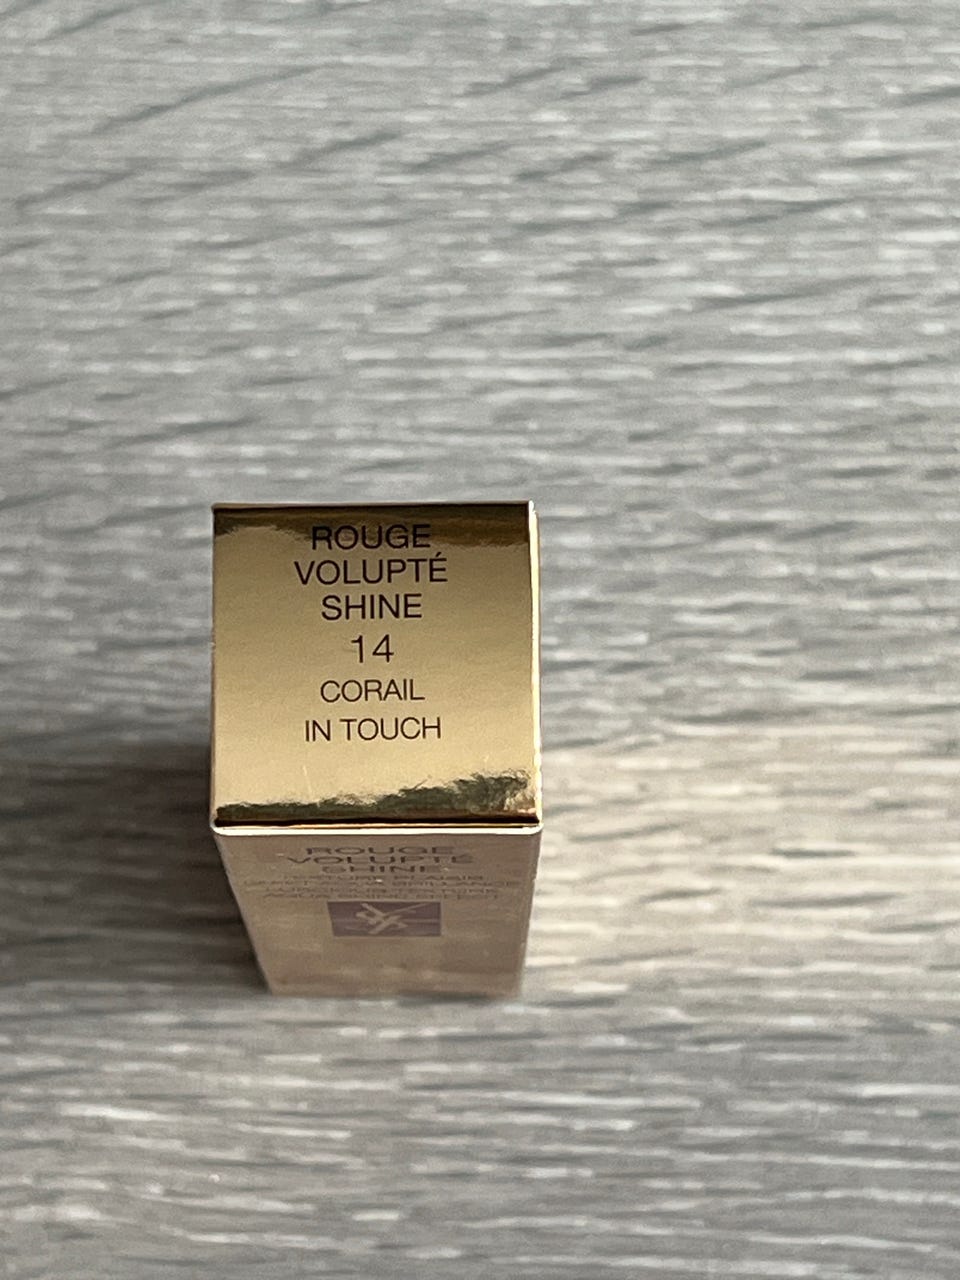 ROUGE
VOLUPTÉ
SHINE
14
CORAIL
IN TOUCH
ROUGE
VOLUPTÉ
SHINE